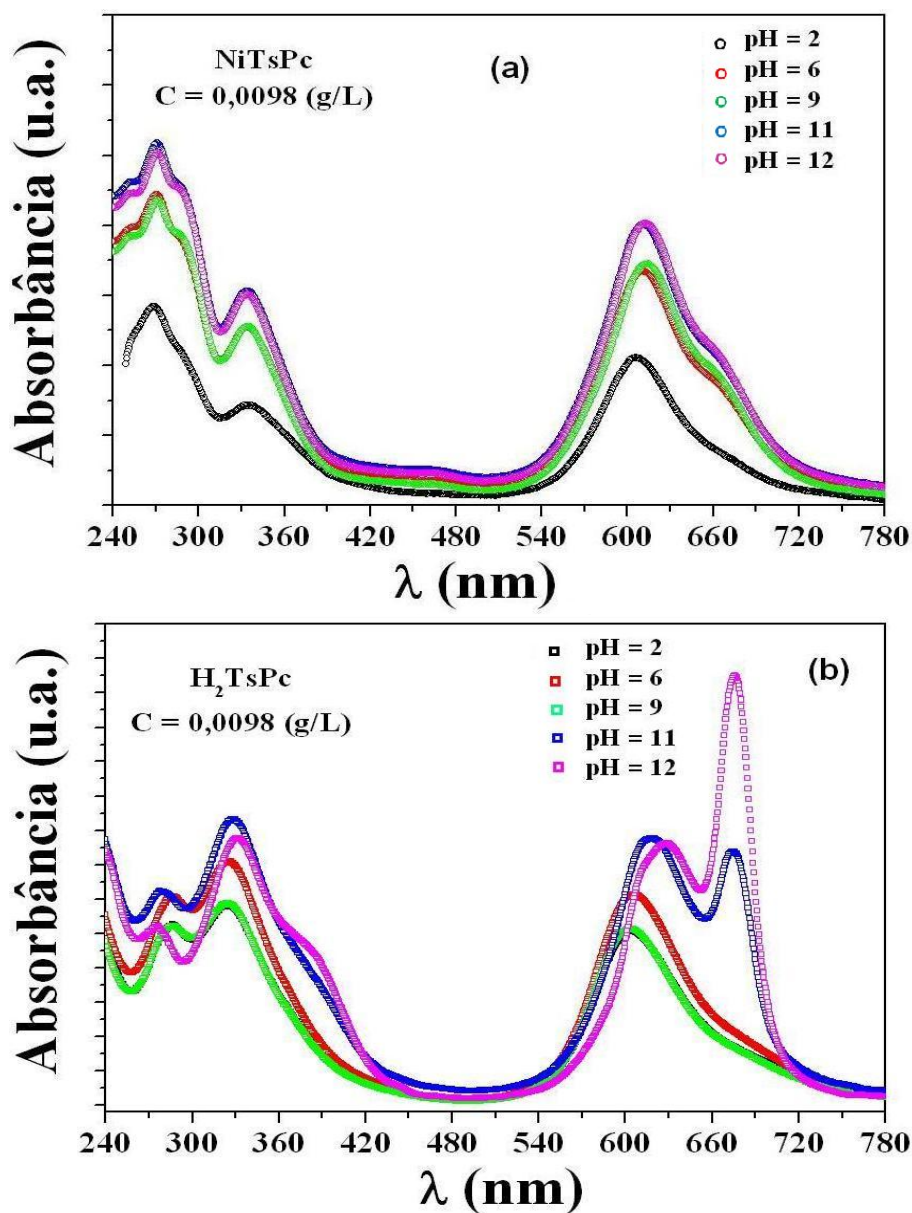 NiTsPc
C = 0,0098 (g/L)
(a)
pH = 2
pH = 6
pH = 9
pH = 11
pH = 12
Absorbância (u.a.)
240 300 360 420 480 540 600 660 720 780
λ (nm)
H₂TsPc
C = 0,0098 (g/L)
(b)
pH = 2
pH = 6
pH = 9
pH = 11
pH = 12
Absorbância (u.a.)
240 300 360 420 480 540 600 660 720 780
λ (nm)